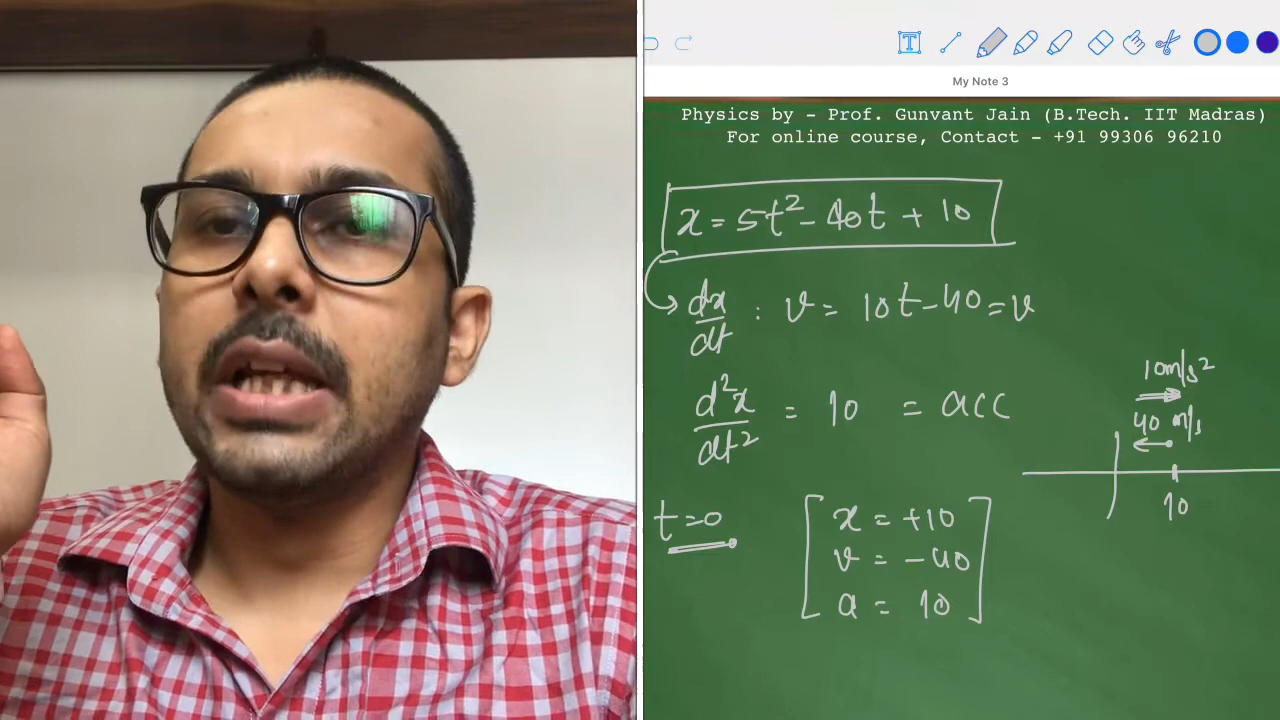 My Note 3
Physics by - Prof. Gunvant Jain (B.Tech. IIT Madras)
For online course, Contact - +91 99306 96210
x = 5t² - 40t + 10
dx/dt : v = 10t - 40 = v
d²x/dt² = 10 = acc
10m/s²
40 m/s
10
t=0
x = +10
v = -40
a = 10